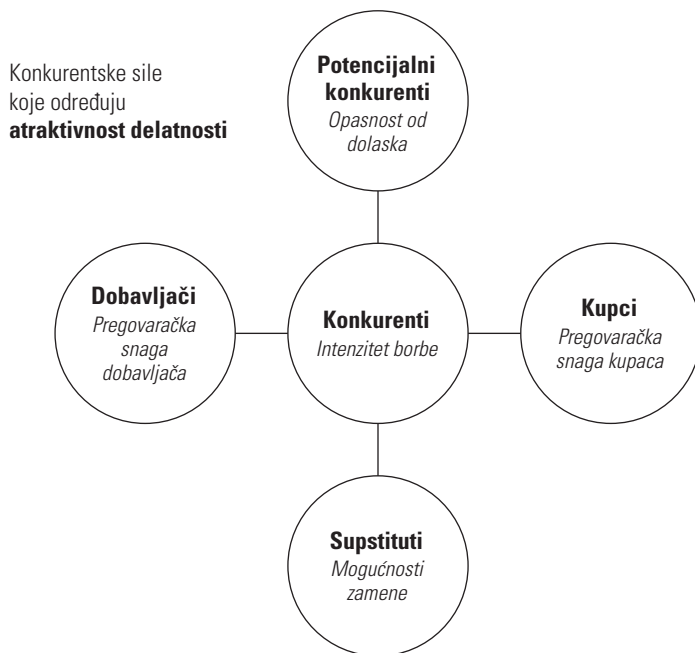 Konkurentske sile
koje određuju
atraktivnost delatnosti
Potencijalni
konkurenti
Opasnost od
dolaska
Dobavljači
Pregovaračka
snaga
dobavljača
Konkurenti
Intenzitet borbe
Kupci
Pregovaračka
snaga kupaca
Supstituti
Mogućnosti
zamene